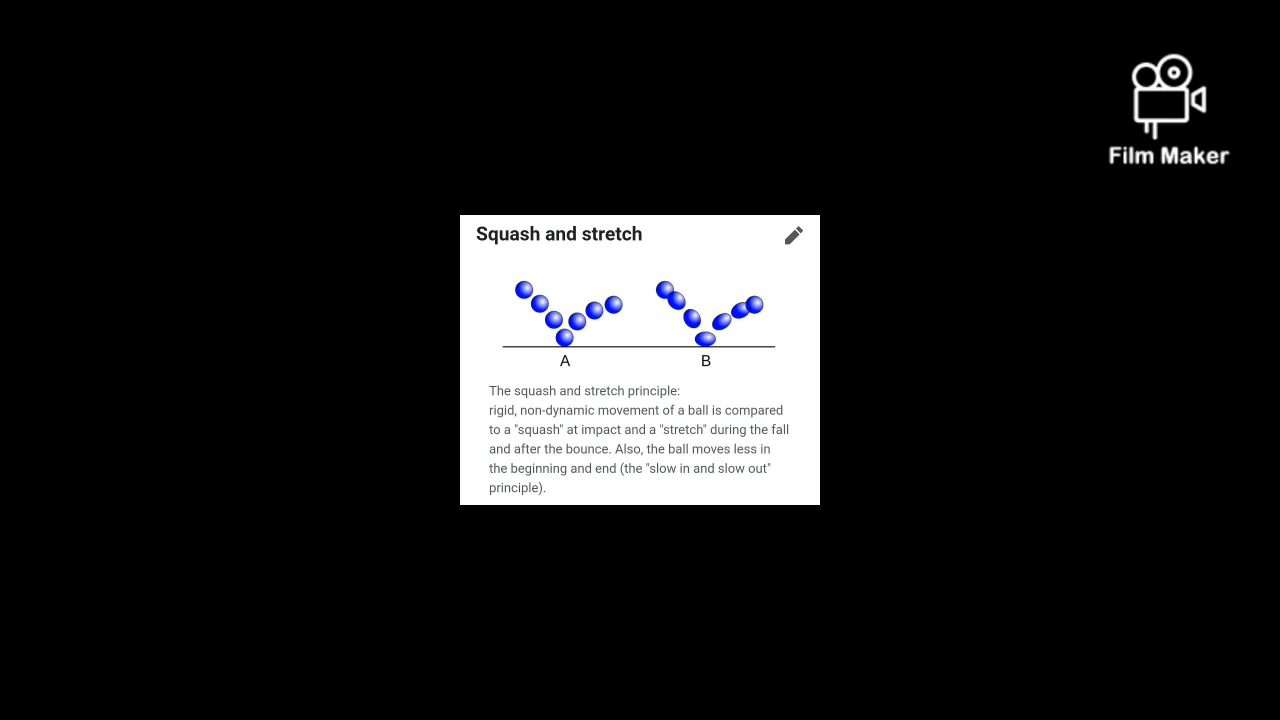 Film Maker
Squash and stretch
A
B
The squash and stretch principle:
rigid, non-dynamic movement of a ball is compared
to a "squash" at impact and a "stretch" during the fall
and after the bounce. Also, the ball moves less in
the beginning and end (the "slow in and slow out"
principle).